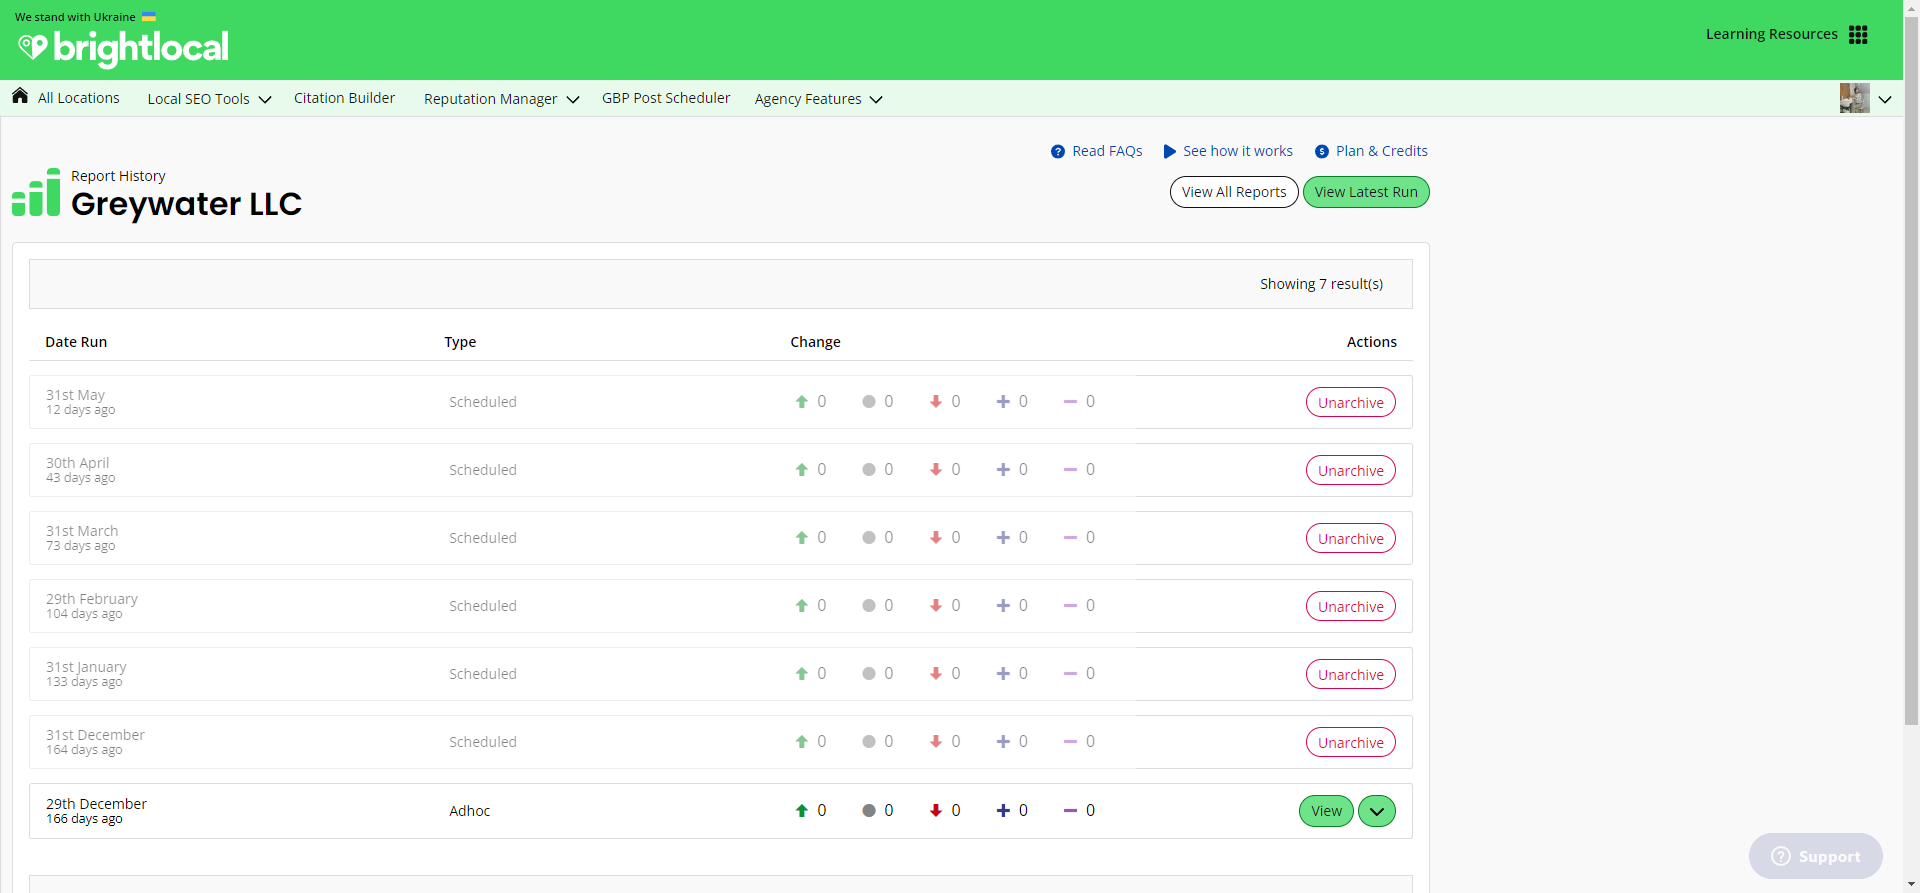 We stand with Ukraine
brightlocal
Learning Resources
All Locations Local SEO Tools Citation Builder Reputation Manager GBP Post Scheduler Agency Features
Read FAQs See how it works Plan & Credits
Report History
Greywater LLC
View All Reports View Latest Run
Showing 7 result(s)
Date Run Type Change Actions
31st May
12 days ago
Scheduled 0 0 0 0 0 Unarchive
30th April
43 days ago
Scheduled 0 0 0 0 0 Unarchive
31st March
73 days ago
Scheduled 0 0 0 0 0 Unarchive
29th February
104 days ago
Scheduled 0 0 0 0 0 Unarchive
31st January
133 days ago
Scheduled 0 0 0 0 0 Unarchive
31st December
164 days ago
Scheduled 0 0 0 0 0 Unarchive
29th December
166 days ago
Adhoc 0 0 0 0 0 View
Support